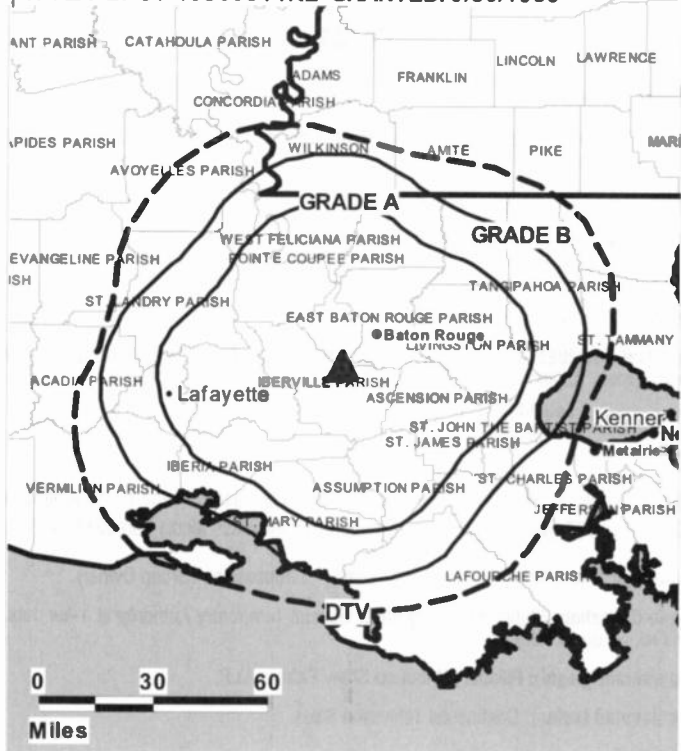 ANT PARISH CATAHOULA PARISH
LINCOLN LAWRENCE
ADAMS FRANKLIN
CONCORDIA PARISH
APIDES PARISH WILKINSON AMITE PIKE
AVOYELLES PARISH
GRADE A
GRADE B
WEST FELICIANA PARISH
EVANGELINE PARISH POINTE COUPEE PARISH
ISH
TANGIPAHOA PARISH
ST. LANDRY PARISH
EAST BATON ROUGE PARISH
Baton Rouge
LIVINGSTON PARISH ST. TAMMANY
ACADIA PARISH IBERVILLE PARISH
Lafayette ASCENSION PARISH
Kenner
ST. JOHN THE BAPTIST PARISH
ST. JAMES PARISH
Metairie
IBERIA PARISH
ST. CHARLES PARISH
VERMILION PARISH ASSUMPTION PARISH
JEFFERSON PARISH
ST. MARY PARISH
LAFOURCHE PARISH
DTV
0 30 60
Miles